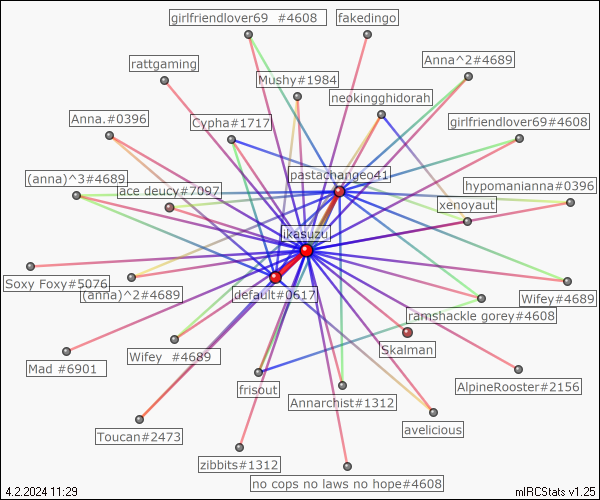 girlfriendlover69 #4608
fakedingo
rattgaming
Anna^2#4689
Mushy#1984
neokingghidorah
Anna.#0396
Cypha#1717
girlfriendlover69#4608
pastachangeo41
(anna)^3#4689
ace deucy#7097
hypomanianna#0396
xenoyaut
ikasuzu
Soxy Foxy#5076
(anna)^2#4689
default#0617
Wifey#4689
ramshackle gorey#4608
Skalman
Mad #6901
Wifey #4689
frisout
Annarchist#1312
AlpineRooster#2156
Toucan#2473
avelicious
zibbits#1312
no cops no laws no hope#4608
4.2.2024 11:29
mIRCStats v1.25